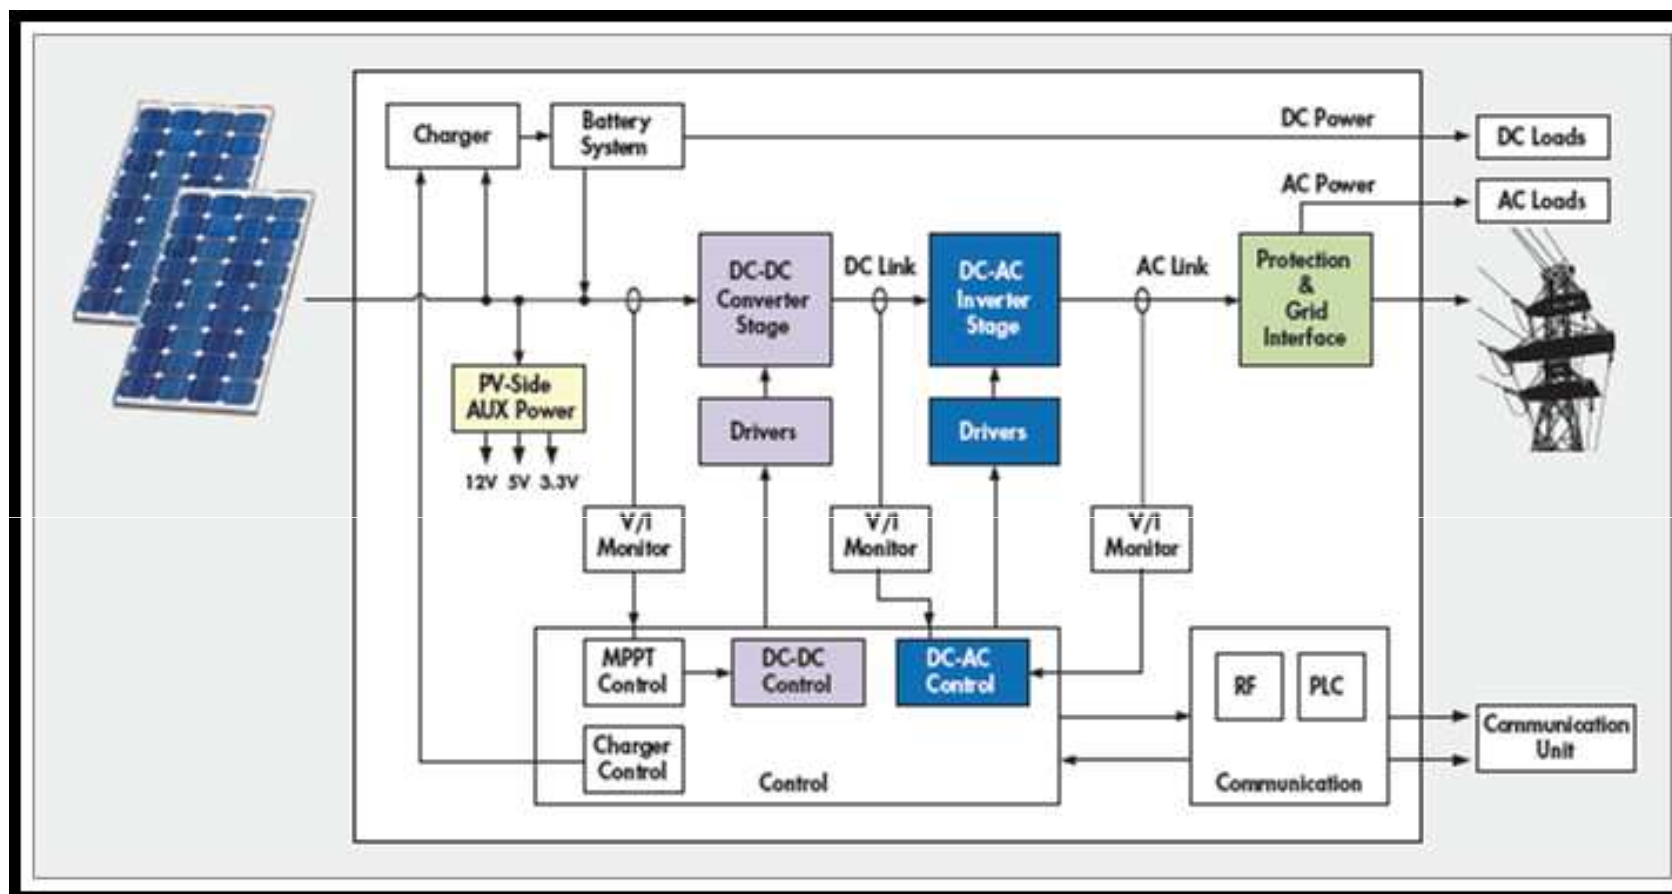 Charger
Battery
System
DC Power
DC Loads
AC Power
AC Loads
DC-DC
Converter
Stage
DC Link
DC-AC
Inverter
Stage
AC Link
Protection
&
Grid
Interface
PV-Side
AUX Power
12V 5V 3.3V
Drivers
Drivers
V/I
Monitor
V/I
Monitor
V/I
Monitor
MPPT
Control
DC-DC
Control
DC-AC
Control
Charger
Control
Control
RF
PLC
Communication
Communication
Unit